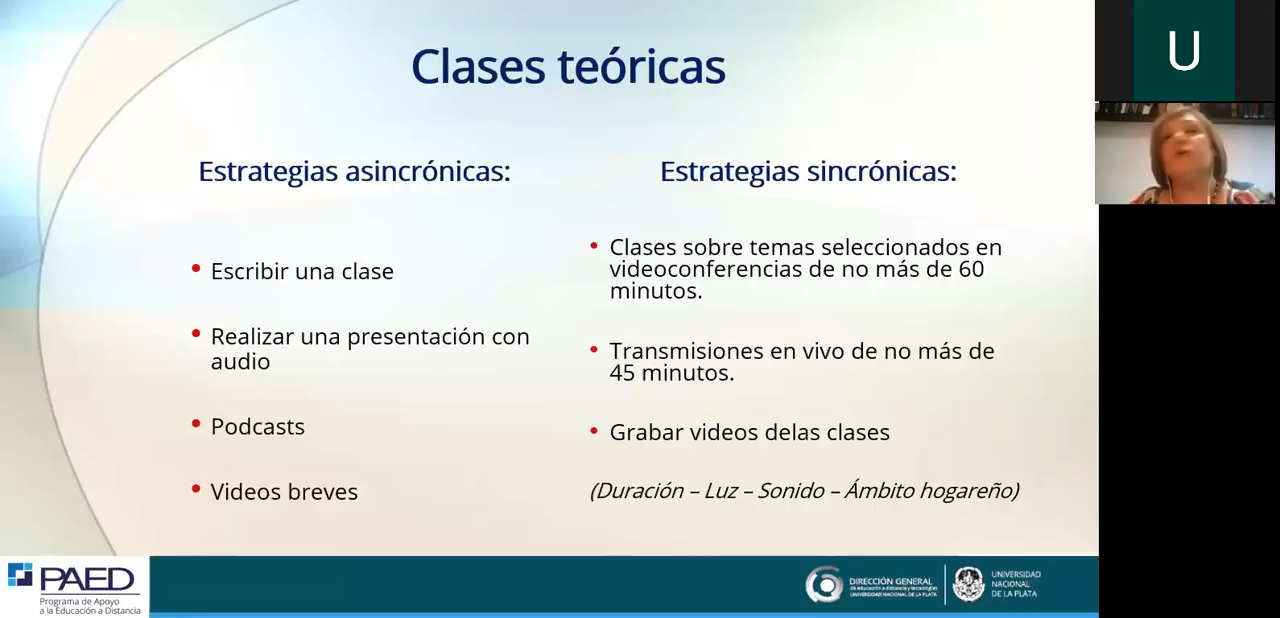 Clases teóricas
U
Estrategias asincrónicas:
• Escribir una clase
• Realizar una presentación con
audio
• Podcasts
• Videos breves
Estrategias sincrónicas:
• Clases sobre temas seleccionados en
videoconferencias de no más de 60
minutos.
• Transmisiones en vivo de no más de
45 minutos.
• Grabar videos delas clases
(Duración – Luz – Sonido – Ámbito hogareño)
PAED
Programa de Apoyo
a la Educación a Distancia
DIRECCIÓN GENERAL
de educación a distancia y tecnologías
UNIVERSIDAD NACIONAL DE LA PLATA
UNIVERSIDAD
NACIONAL
DE LA PLATA